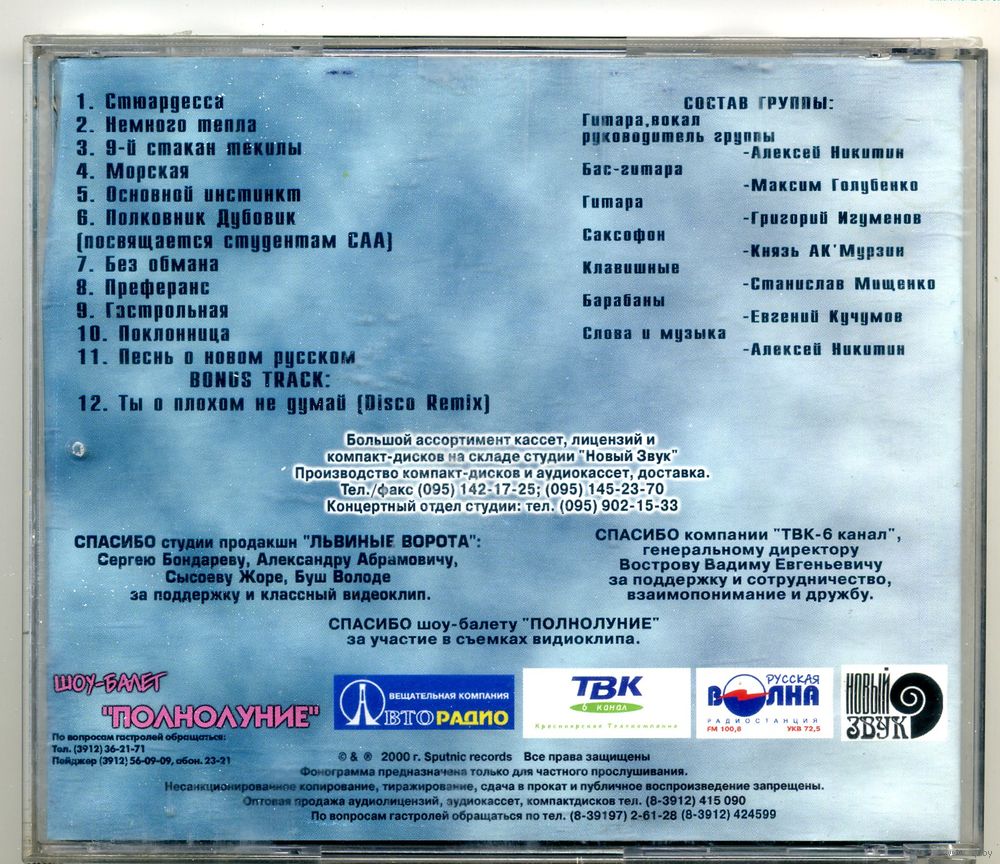 1. Стюардесса
2. Немного тепла
3. 9-й стакан текилы
4. Морская
5. Основной инстинкт
6. Полковник Дубовик
(посвящается студентам САА)
7. Без обмана
8. Преферанс
9. Гастрольная
10. Поклонница
11. Песнь о новом русском
BONUS TRACK:
12. Ты о плохом не думай (Disco Remix)
СОСТАВ ГРУППЫ:
Гитара,вокал
руководитель группы
-Алексей Никитин
Бас-гитара
-Максим Голубенко
Гитара
-Григорий Игуменов
Саксофон
-Князь АК'Мурзин
Клавишные
-Станислав Мищенко
Барабаны
-Евгений Кучумов
Слова и музыка
-Алексей Никитин
Большой ассортимент кассет, лицензий и
компакт-дисков на складе студии "Новый Звук"
Производство компакт-дисков и аудиокассет, доставка.
Тел./факс (095) 142-17-25; (095) 145-23-70
Концертный отдел студии: тел. (095) 902-15-33
СПАСИБО студии продакшн "ЛЬВИНЫЕ ВОРОТА":
Сергею Бондареву, Александру Абрамовичу,
Сысоеву Жоре, Буш Володе
за поддержку и классный видеоклип.
СПАСИБО компании "ТВК-6 канал",
генеральному директору
Вострову Вадиму Евгеньевичу
за поддержку и сотрудничество,
взаимопонимание и дружбу.
СПАСИБО шоу-балету "ПОЛНОЛУНИЕ"
за участие в съемках видиоклипа.
ШОУ-БАЛЕТ
"ПОЛНОЛУНИЕ"
По вопросам гастролей обращаться:
Тел. (3912) 36-21-71
Пейджер (3912) 56-09-09, абон. 23-21
ВЕЩАТЕЛЬНАЯ КОМПАНИЯ
АВТОРАДИО
ТВК
6 канал
Красноярская Телекомпания
РУССКАЯ
ВОЛНА
РАДИОСТАНЦИЯ
FM 100,8 УКВ 72,5
НОВЫЙ
ЗВУК
© & ® 2000 г. Sputnic records Все права защищены
Фонограмма предназначена только для частного прослушивания.
Несанкционированное копирование, тиражирование, сдача в прокат и публичное воспроизведение запрещены.
Оптовая продажа аудиолицензий, аудиокассет, компактдисков тел. (8-3912) 415 090
По вопросам гастролей обращаться по тел. (8-39197) 2-61-28 (8-3912) 424599